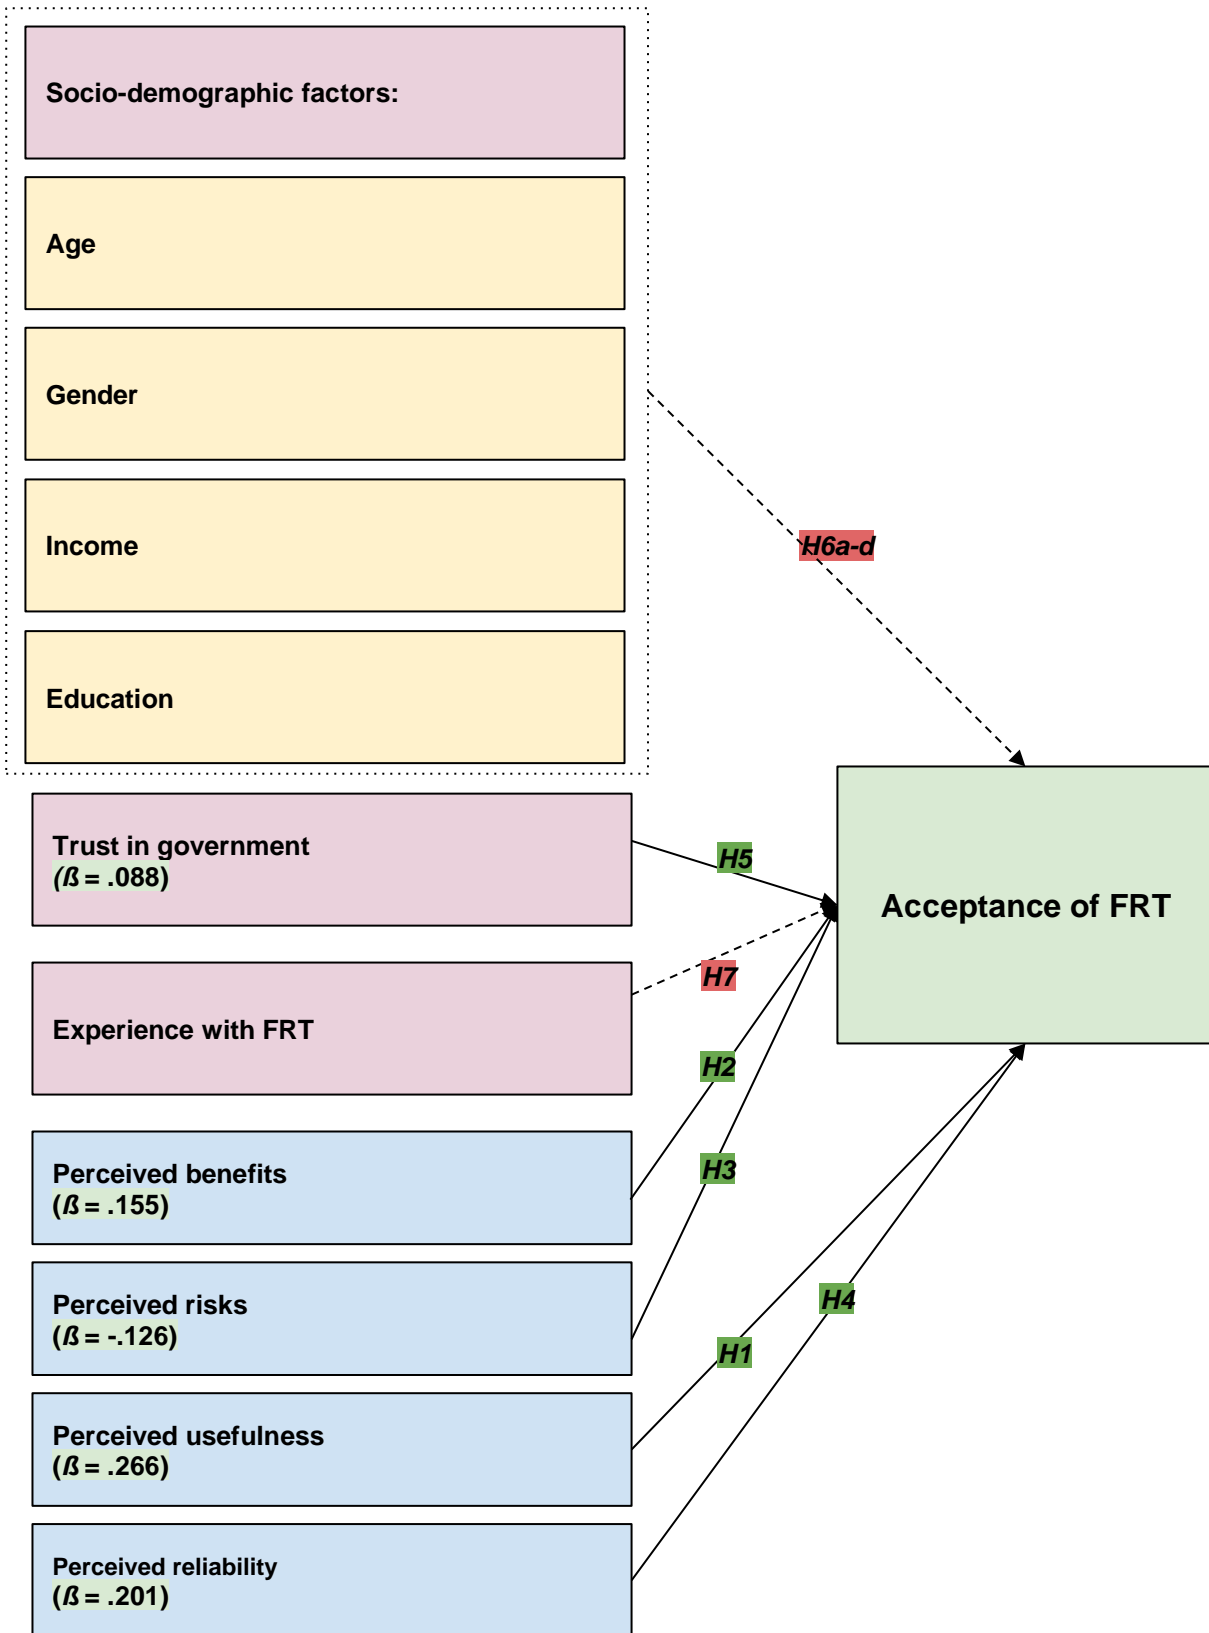 Socio-demographic factors:
Age
Gender
Income
Education
H6a-d
Trust in government
(ß = .088)
H5
Acceptance of FRT
Experience with FRT
H7
H2
Perceived benefits
(ß = .155)
H3
Perceived risks
(ß = -.126)
H4
H1
Perceived usefulness
(ß = .266)
Perceived reliability
(ß = .201)